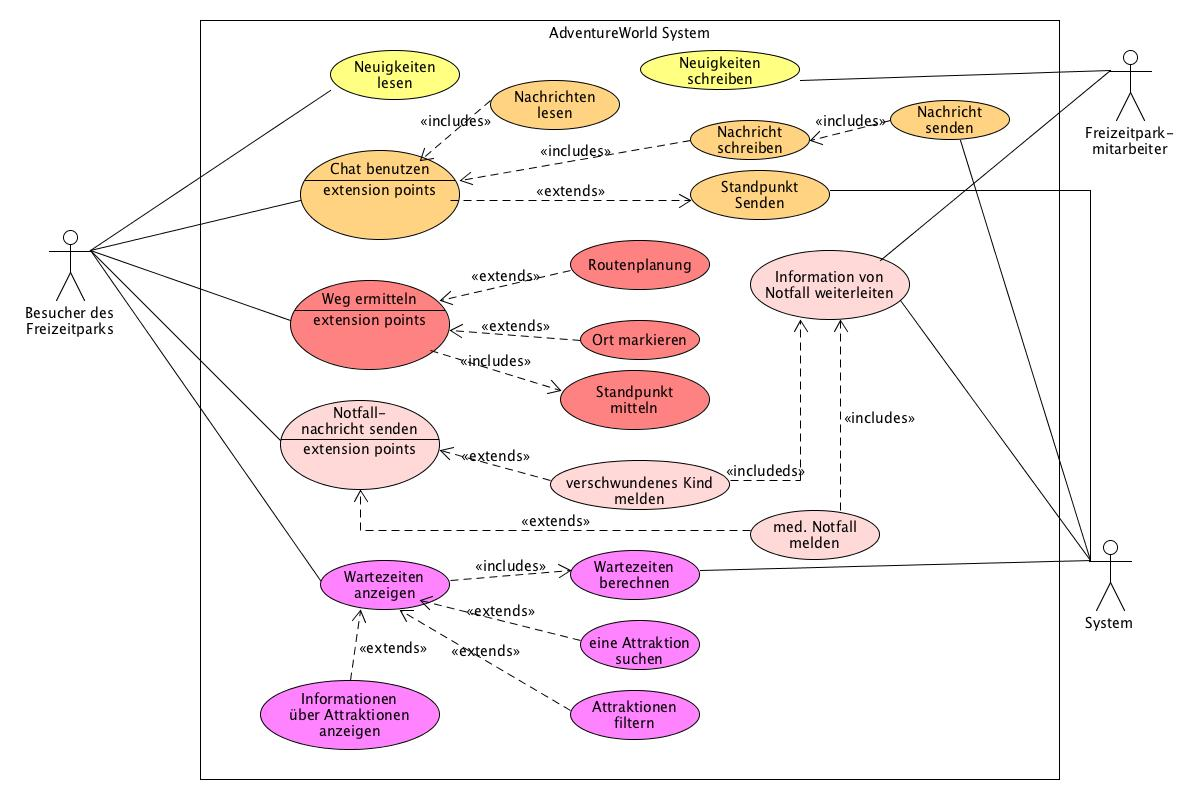 AdventureWorld System
Neuigkeiten
lesen
Neuigkeiten
schreiben
Nachrichten
lesen
«includes»
Nachricht
schreiben
«includes»
Nachricht
senden
«includes»
Chat benutzen
extension points
«extends»
Standpunkt
Senden
Freizeitpark-
mitarbeiter
Besucher des
Freizeitparks
Weg ermitteln
extension points
«extends»
Routenplanung
«extends»
Ort markieren
«includes»
Standpunkt
mitteln
Information von
Notfall weiterleiten
Notfall-
nachricht senden
extension points
«extends»
verschwundenes Kind
melden
«includeds»
«includes»
«extends»
med. Notfall
melden
Wartezeiten
anzeigen
«includes»
Wartezeiten
berechnen
«extends»
eine Attraktion
suchen
«extends»
«extends»
Attraktionen
filtern
Informationen
über Attraktionen
anzeigen
System